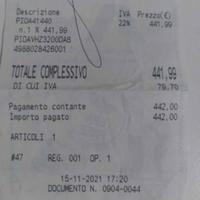 Descrizione IVA Prezzo(€)
PIOA41440 22% 441,99
n.1 X 441,99
PIOAVHZ3200DAB
4988028426001
TOTALE COMPLESSIVO 441,99
DI CUI IVA 79,70
Pagamento contante 442,00
Importo pagato 442,00
ARTICOLI 1
#47 REG. 001 OP. 1
15-11-2021 17:20
DOCUMENTO N. 0904-0044